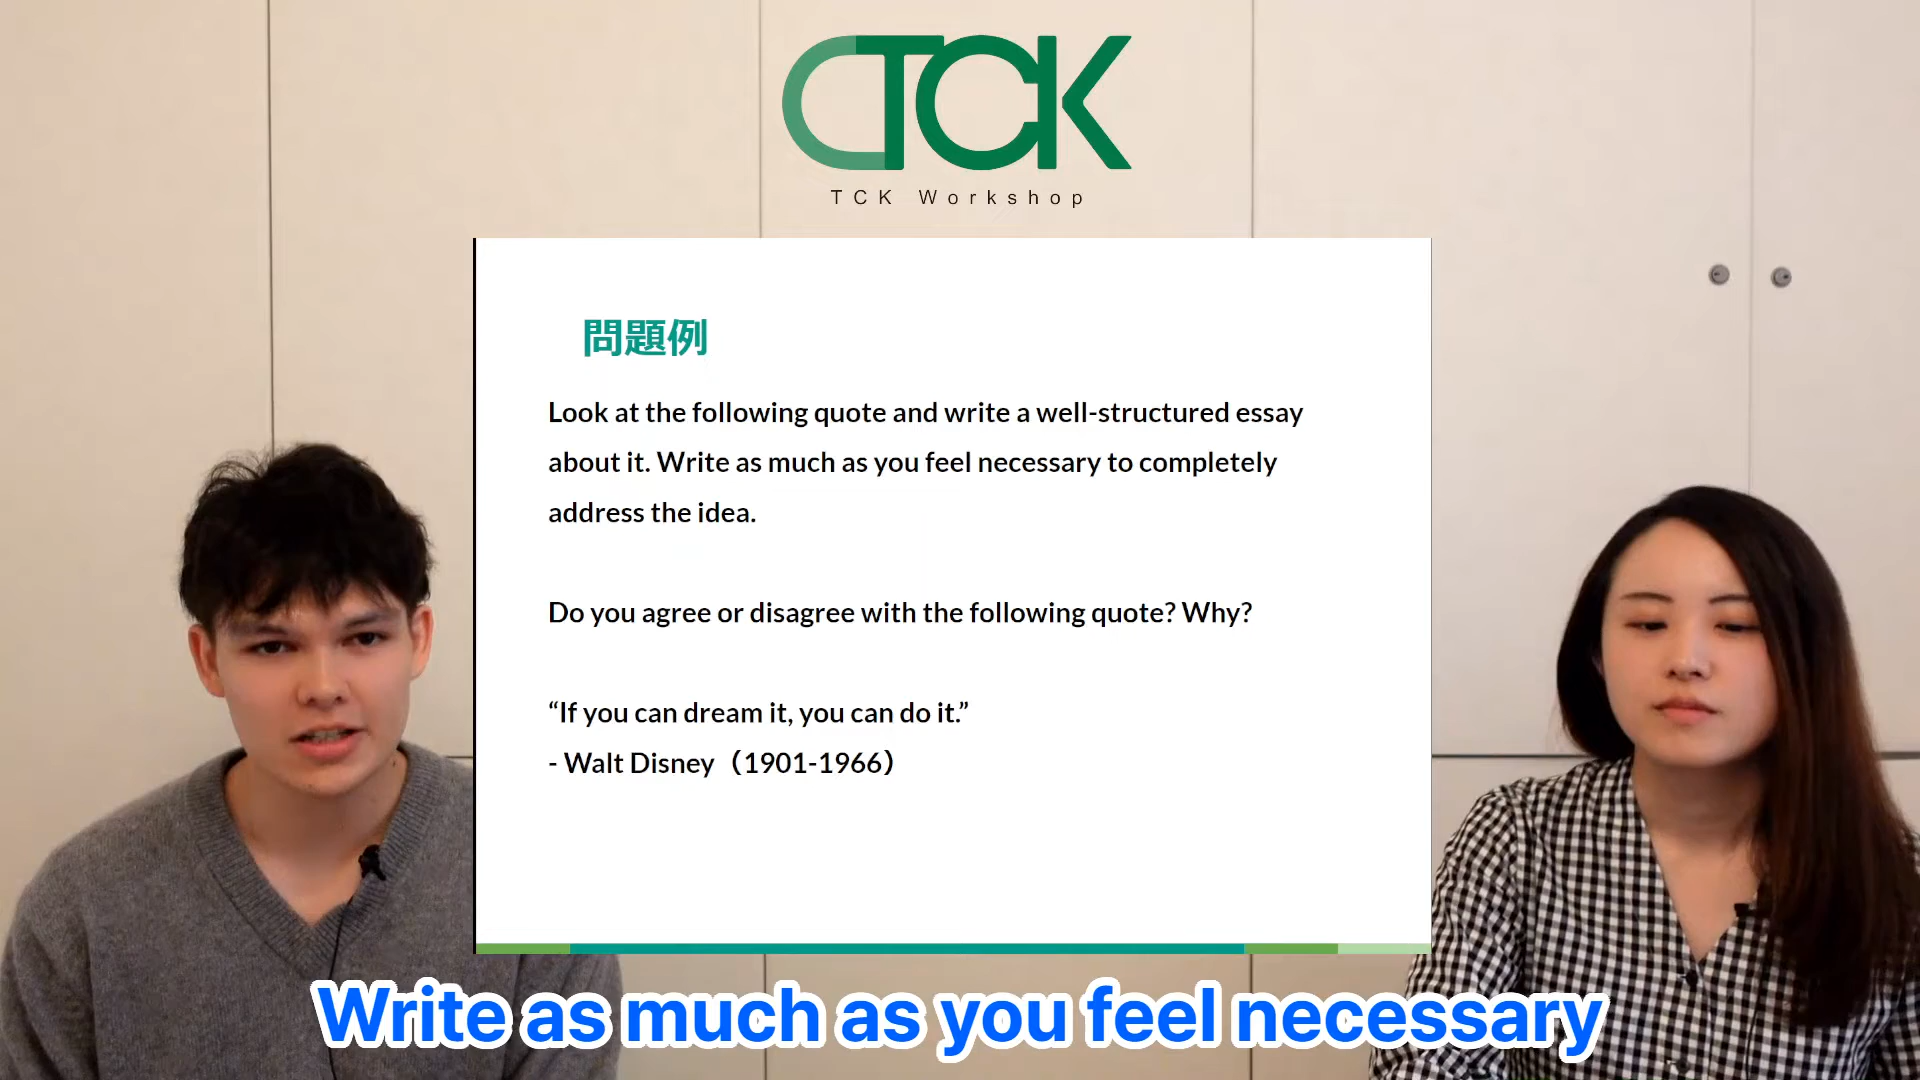 TCK
TCK Workshop
問題例
Look at the following quote and write a well-structured essay
about it. Write as much as you feel necessary to completely
address the idea.
Do you agree or disagree with the following quote? Why?
“If you can dream it, you can do it.”
- Walt Disney（1901-1966）
Write as much as you feel necessary